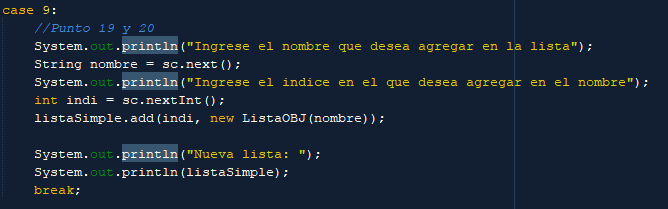 case 9:
//Punto 19 y 20
System.out.println("Ingrese el nombre que desea agregar en la lista");
String nombre = sc.next();
System.out.println("Ingrese el indice en el que desea agregar en el nombre");
int indi = sc.nextInt();
listaSimple.add(indi, new ListaOBJ(nombre));
System.out.println("Nueva lista: ");
System.out.println(listaSimple);
break;